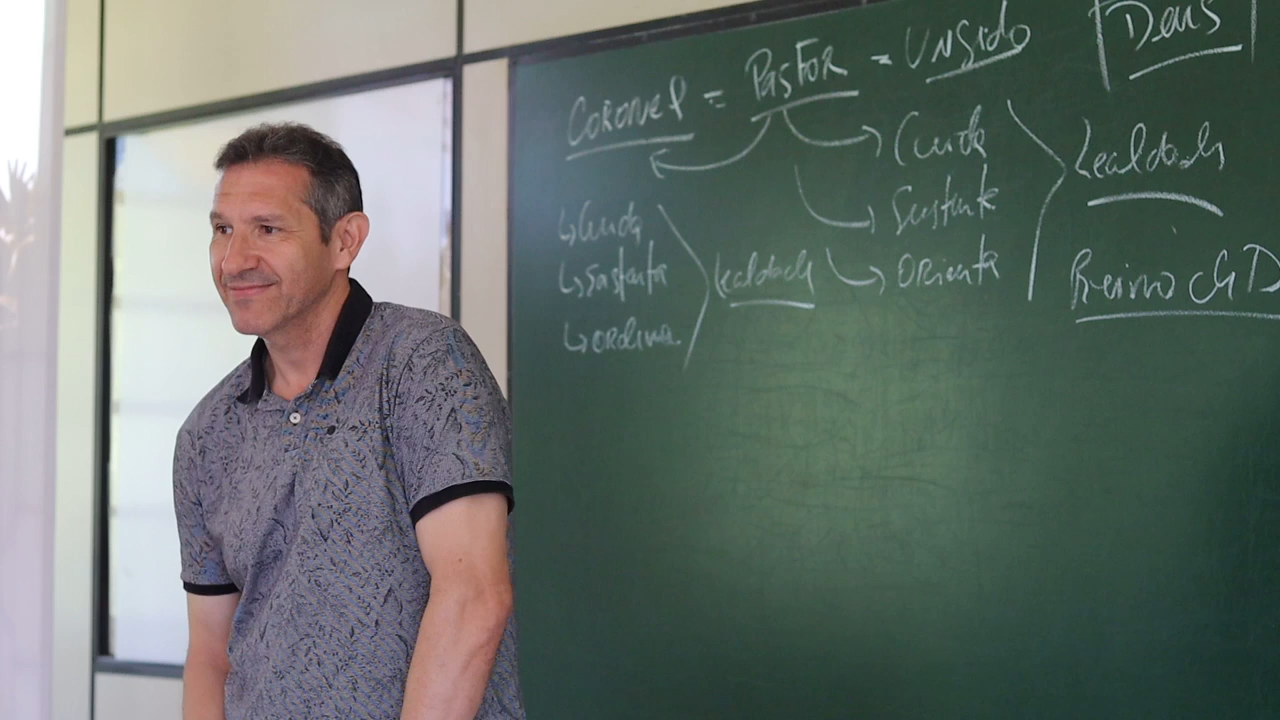 CORONEL = PASTOR = UNGido |Deus|
Cuida
Sustenta
Orienta
Lealdade
↳Cuida
↳Sustenta
↳ordena
Lealdade
Reino de D